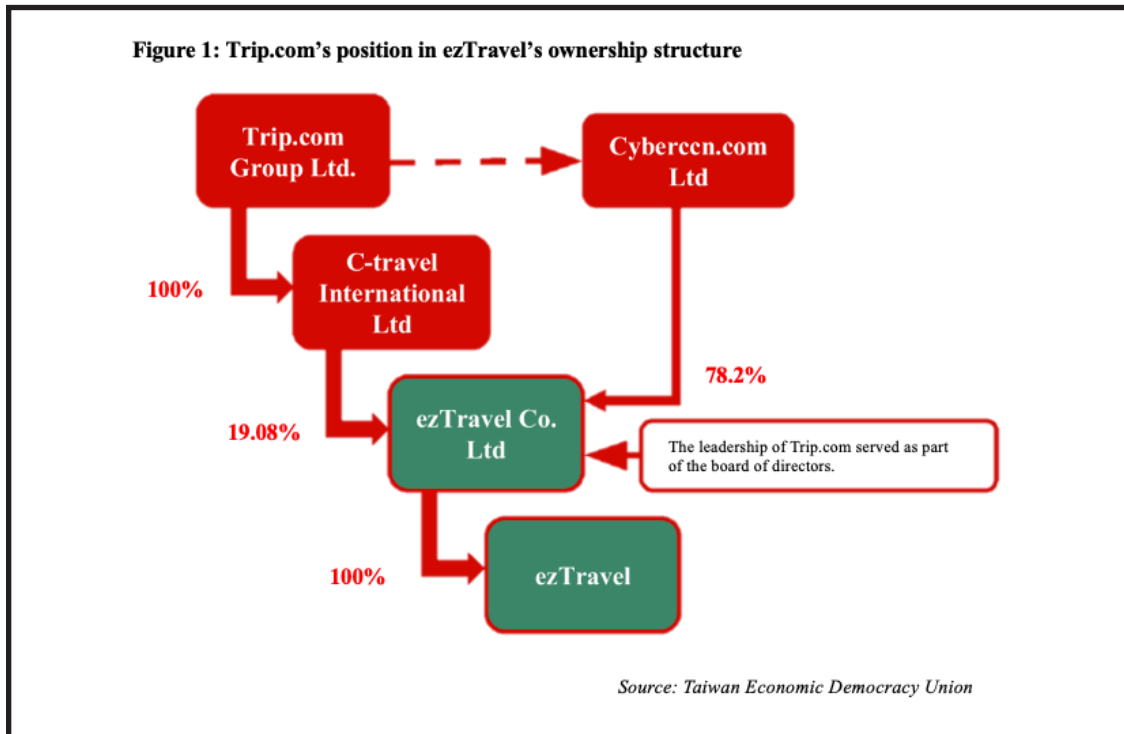 Figure 1: Trip.com's position in ezTravel's ownership structure
Trip.com
Group Ltd.
Cyberccn.com
Ltd
C-travel
International
Ltd
100%
78.2%
ezTravel Co.
Ltd
19.08%
The leadership of Trip.com served as part
of the board of directors.
ezTravel
100%
Source: Taiwan Economic Democracy Union